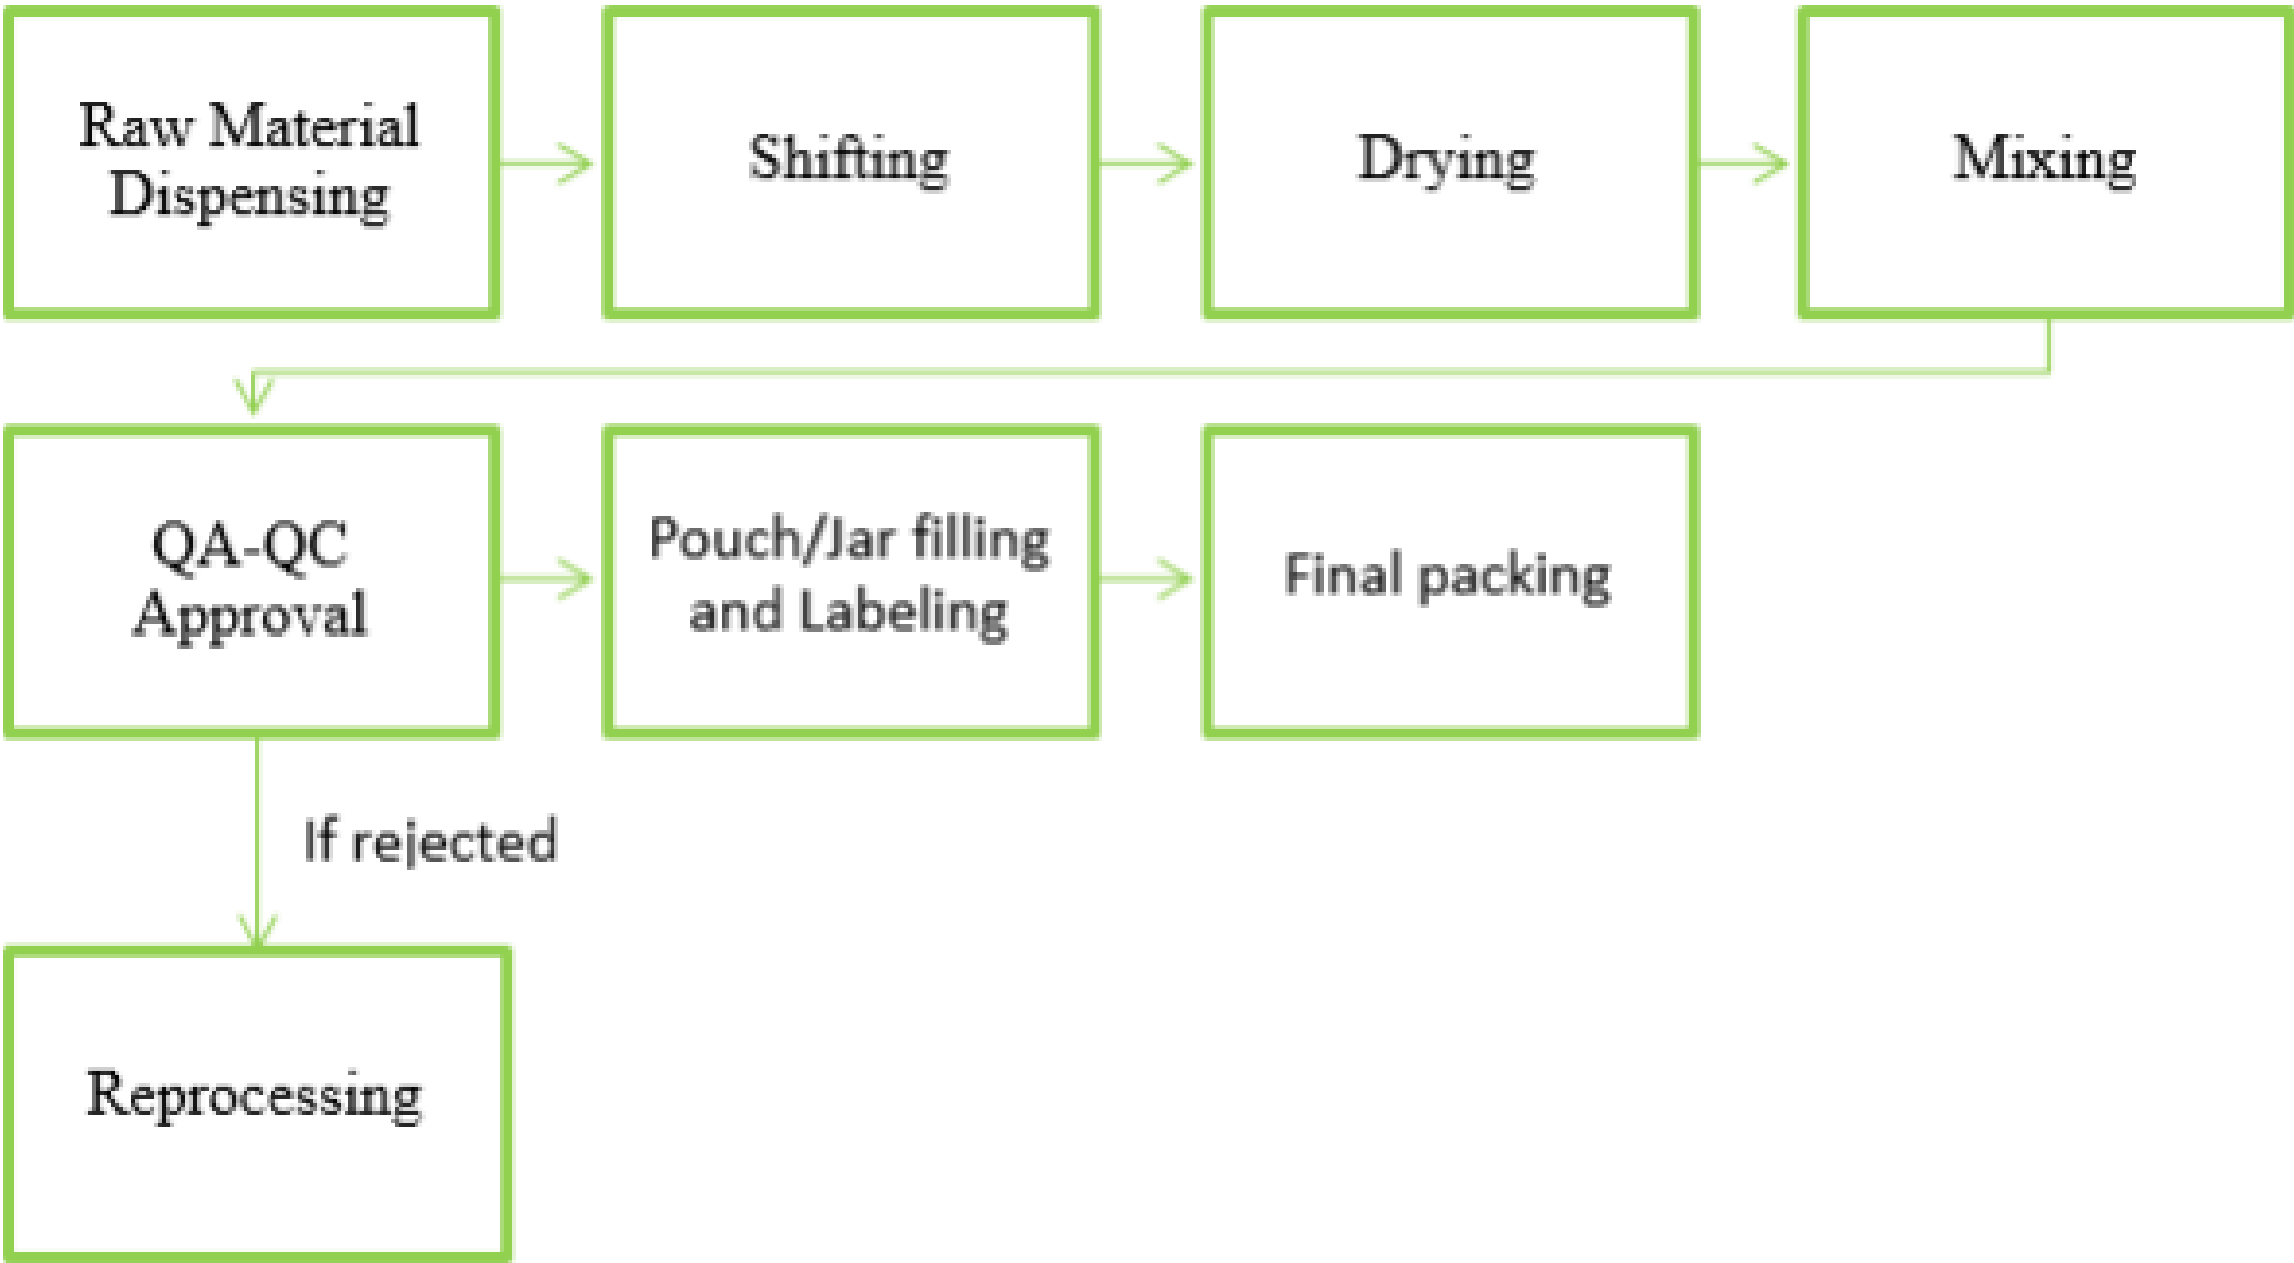 Raw Material
Dispensing
Shifting
Drying
Mixing
QA-QC
Approval
Pouch/Jar filling
and Labeling
Final packing
If rejected
Reprocessing